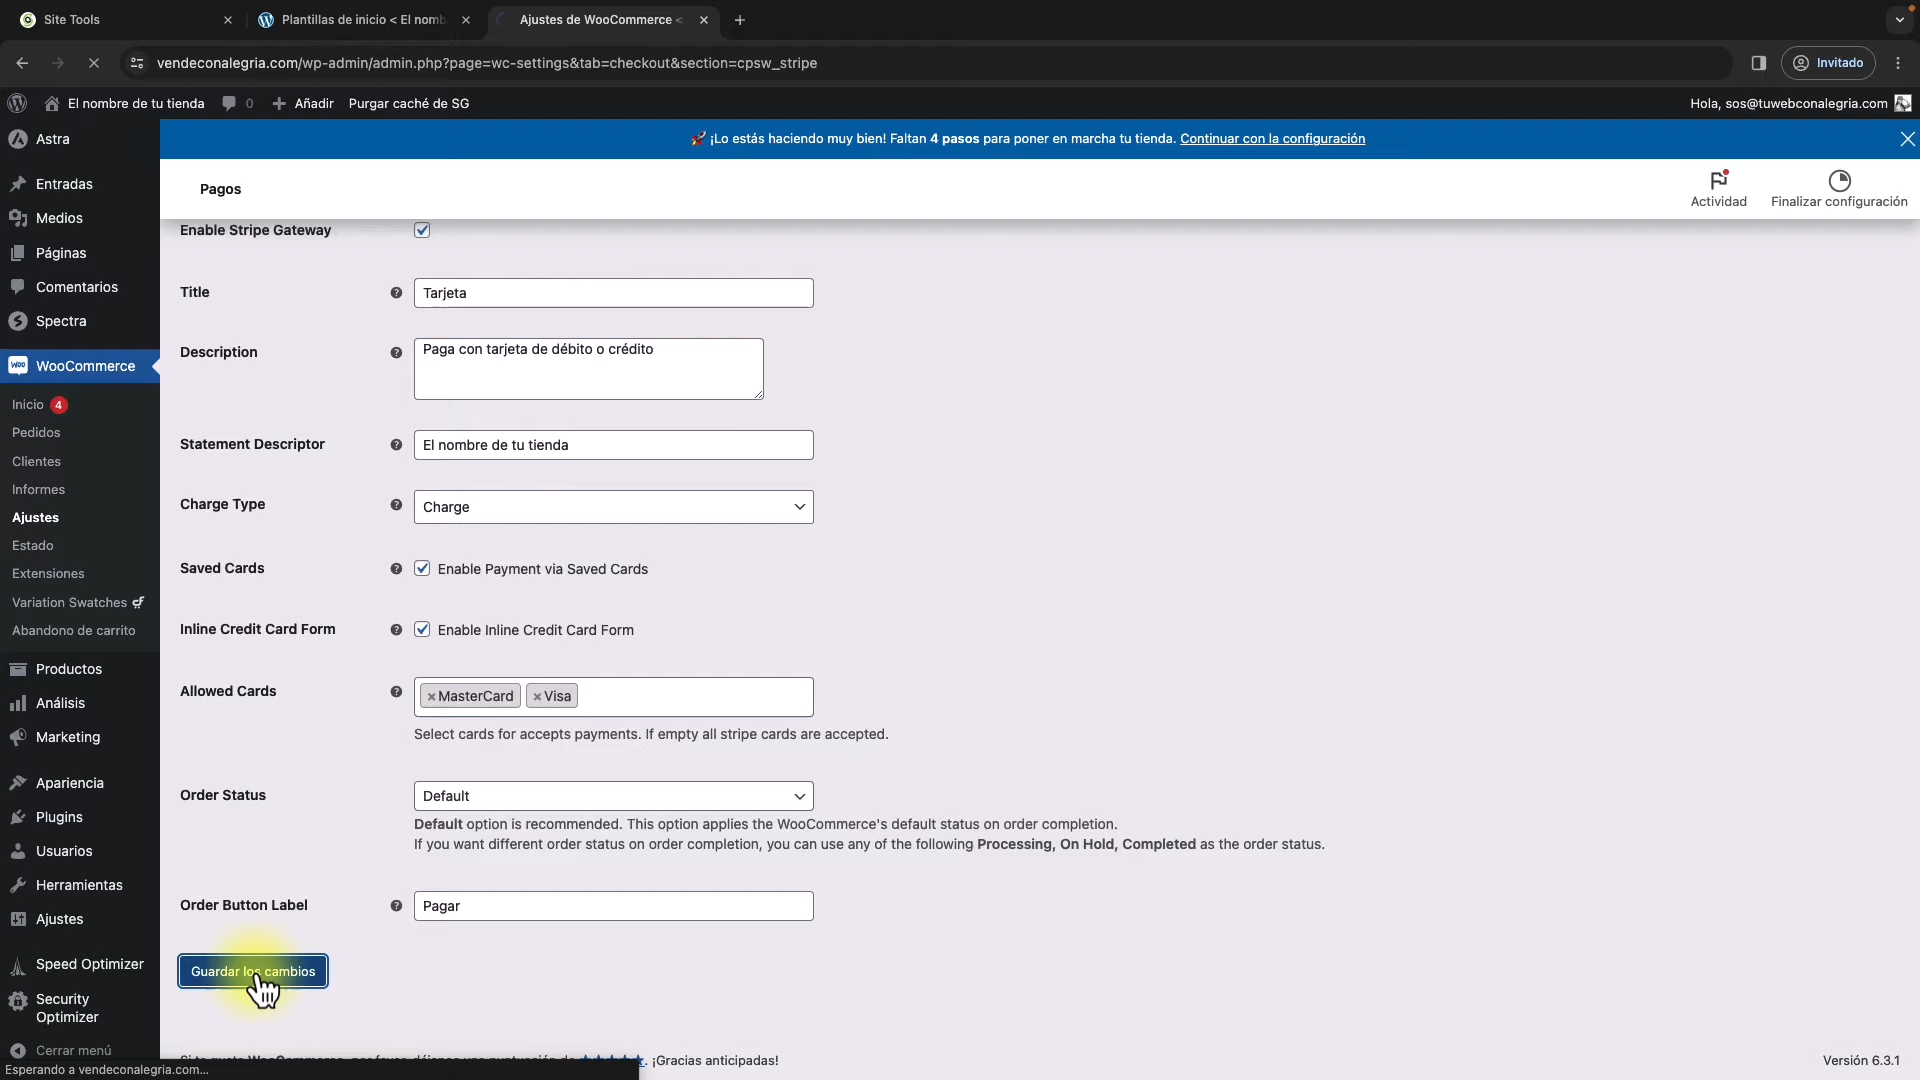 Site Tools
Plantillas de inicio < El nomb
Ajustes de WooCommerce <
vendeconalegria.com/wp-admin/admin.php?page=wc-settings&tab=checkout&section=cpsw_stripe
Invitado
El nombre de tu tienda
0
Añadir
Purgar caché de SG
Hola, sos@tuwebconalegria.com
Astra
🚀 ¡Lo estás haciendo muy bien! Faltan 4 pasos para poner en marcha tu tienda. Continuar con la configuración
Entradas
Medios
Páginas
Comentarios
Spectra
WooCommerce
Inicio 4
Pedidos
Clientes
Informes
Ajustes
Estado
Extensiones
Variation Swatches
Abandono de carrito
Productos
Análisis
Marketing
Apariencia
Plugins
Usuarios
Herramientas
Ajustes
Speed Optimizer
Security
Optimizer
Cerrar menú
Pagos
Actividad
Finalizar configuración
Enable Stripe Gateway
Title
Tarjeta
Description
Paga con tarjeta de débito o crédito
Statement Descriptor
El nombre de tu tienda
Charge Type
Charge
Saved Cards
Enable Payment via Saved Cards
Inline Credit Card Form
Enable Inline Credit Card Form
Allowed Cards
×MasterCard ×Visa
Select cards for accepts payments. If empty all stripe cards are accepted.
Order Status
Default
Default option is recommended. This option applies the WooCommerce's default status on order completion.
If you want different order status on order completion, you can use any of the following Processing, On Hold, Completed as the order status.
Order Button Label
Pagar
Guardar los cambios
¡Gracias anticipadas!
Versión 6.3.1
Esperando a vendeconalegria.com...